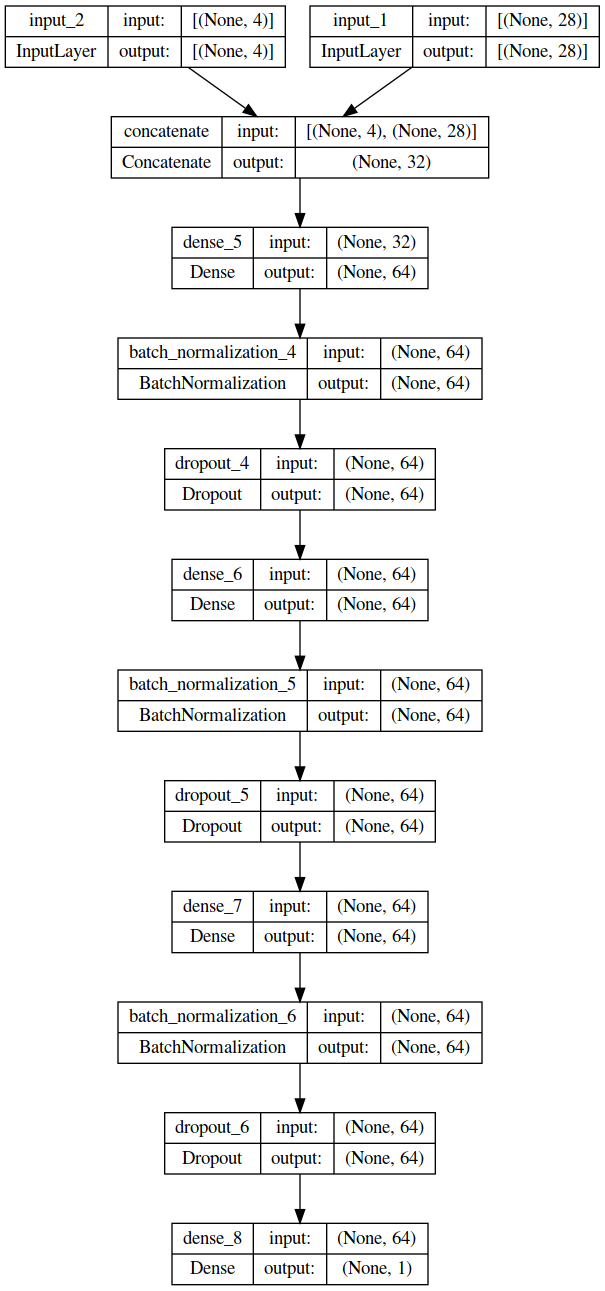 input_2 input: [(None, 4)]
InputLayer output: [(None, 4)]
input_1 input: [(None, 28)]
InputLayer output: [(None, 28)]
concatenate input: [(None, 4), (None, 28)]
Concatenate output: (None, 32)
dense_5 input: (None, 32)
Dense output: (None, 64)
batch_normalization_4 input: (None, 64)
BatchNormalization output: (None, 64)
dropout_4 input: (None, 64)
Dropout output: (None, 64)
dense_6 input: (None, 64)
Dense output: (None, 64)
batch_normalization_5 input: (None, 64)
BatchNormalization output: (None, 64)
dropout_5 input: (None, 64)
Dropout output: (None, 64)
dense_7 input: (None, 64)
Dense output: (None, 64)
batch_normalization_6 input: (None, 64)
BatchNormalization output: (None, 64)
dropout_6 input: (None, 64)
Dropout output: (None, 64)
dense_8 input: (None, 64)
Dense output: (None, 1)